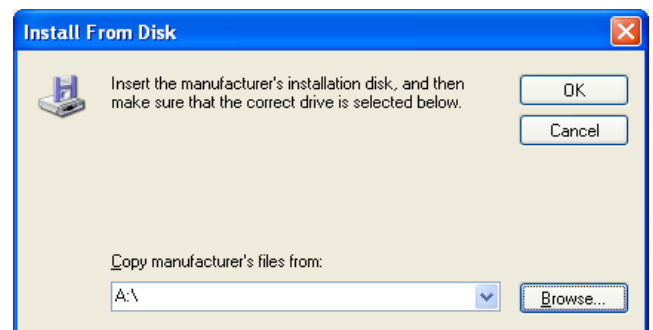 Install From Disk
Insert the manufacturer's installation disk, and then
make sure that the correct drive is selected below.
OK
Cancel
Copy manufacturer's files from:
A:\
Browse...